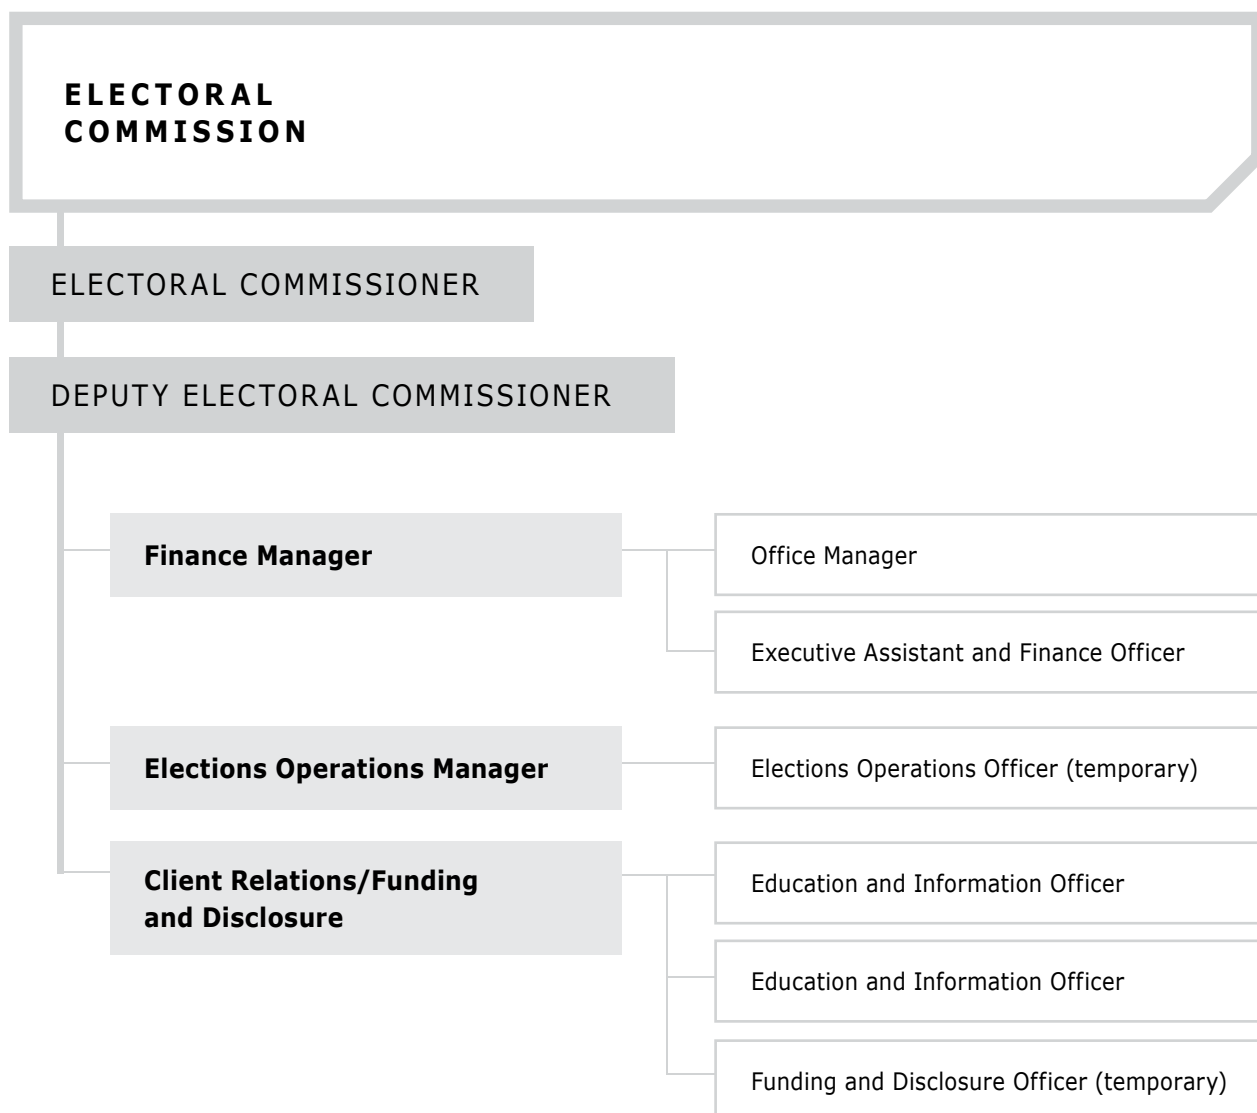 ELECTORAL
COMMISSION
ELECTORAL COMMISSIONER
DEPUTY ELECTORAL COMMISSIONER
Finance Manager
Office Manager
Executive Assistant and Finance Officer
Elections Operations Manager
Elections Operations Officer (temporary)
Client Relations/Funding
and Disclosure
Education and Information Officer
Education and Information Officer
Funding and Disclosure Officer (temporary)